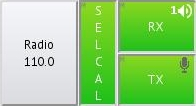 Radio
110.0
SELCAL
1
RX
TX